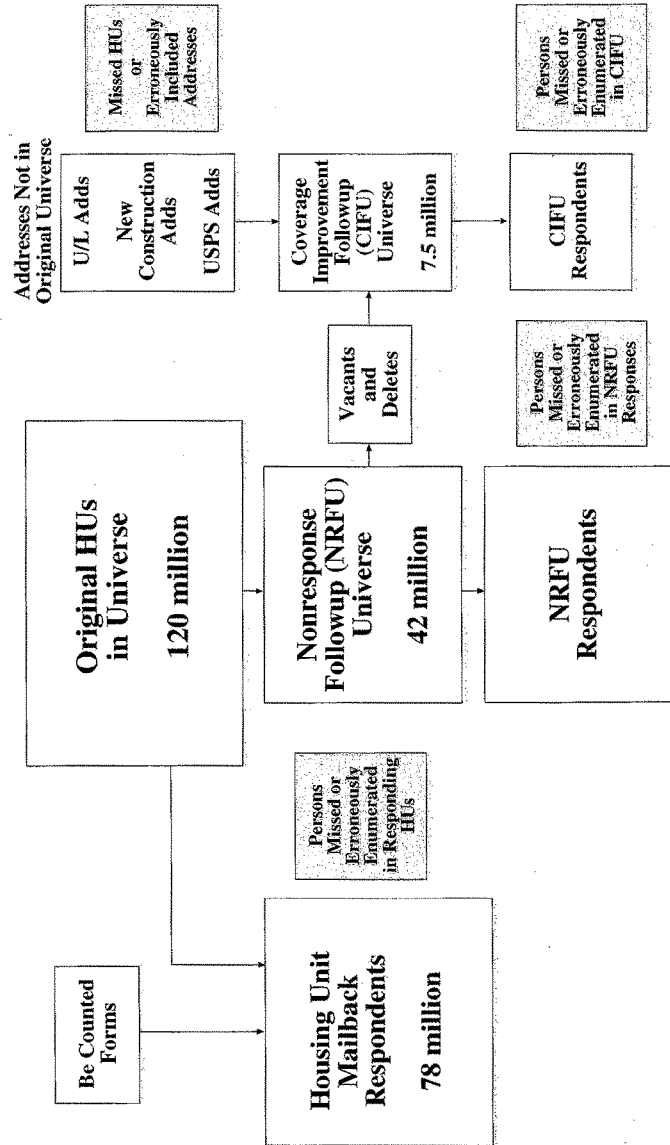 Be Counted
Forms
Housing Unit
Mailback
Respondents
78 million
Persons
Missed or
Erroneously
Enumerated
in Responding
HUs
Original HUs
in Universe
120 million
Nonresponse
Followup (NRFU)
Universe
42 million
NRFU
Respondents
Vacants
and
Deletes
Persons
Missed or
Erroneously
Enumerated
in NRFU
Responses
Addresses Not in
Original Universe
U/L Adds
New
Construction
Adds
USPS Adds
Coverage
Improvement
Followup
(CIFU)
Universe
7.5 million
CIFU
Respondents
Missed HUs
or
Erroneously
Included
Addresses
Persons
Missed or
Erroneously
Enumerated
in CIFU